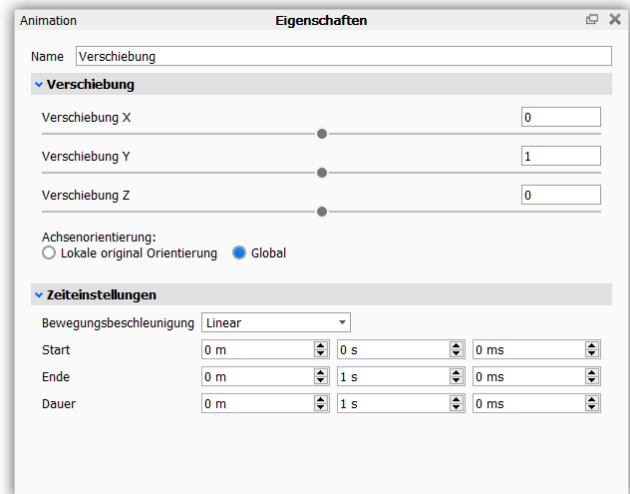 Animation Eigenschaften
Name Verschiebung
Verschiebung
Verschiebung X 0
Verschiebung Y 1
Verschiebung Z 0
Achsenorientierung:
Lokale original Orientierung Global
Zeiteinstellungen
Bewegungsbeschleunigung Linear
Start 0 m 0 s 0 ms
Ende 0 m 1 s 0 ms
Dauer 0 m 1 s 0 ms